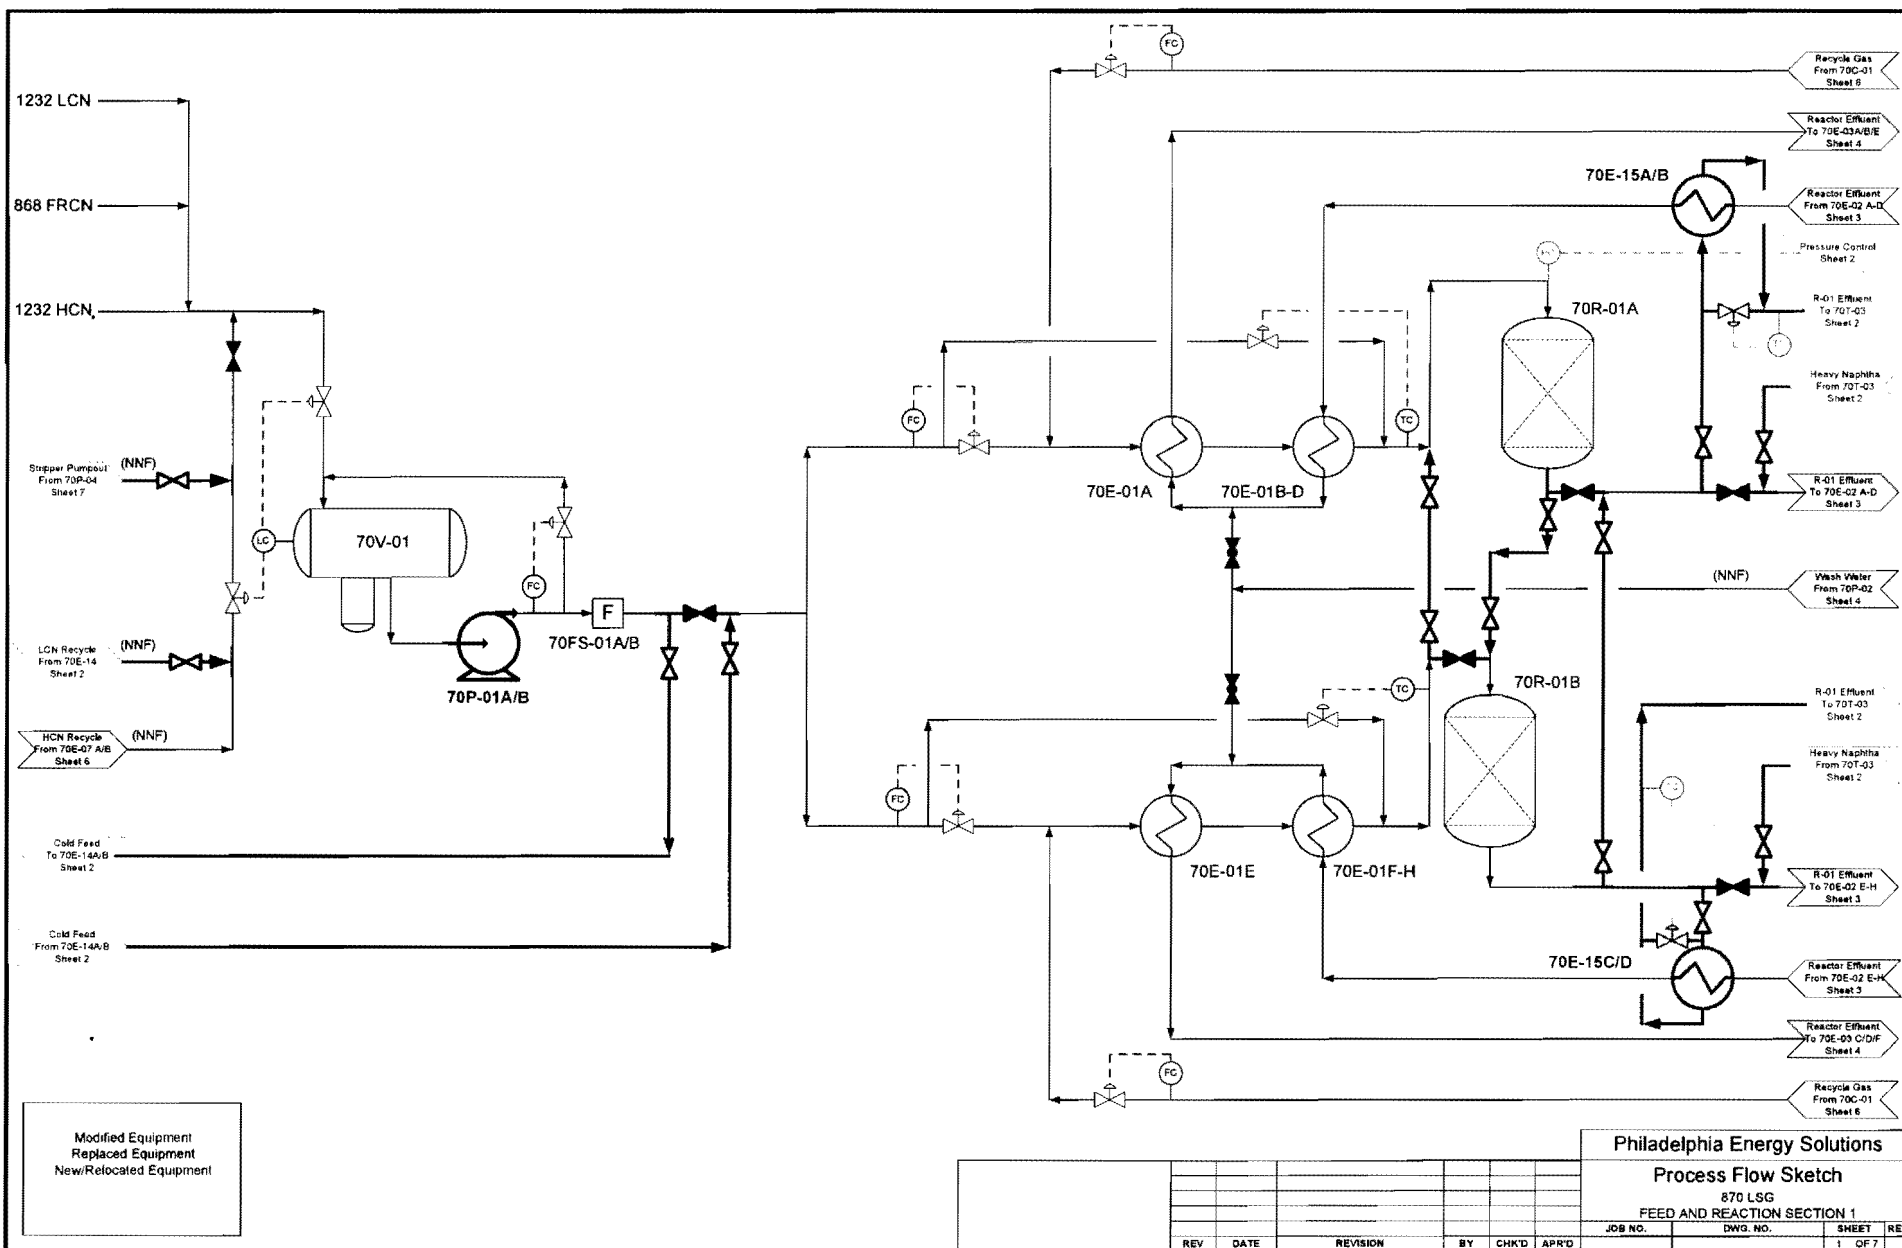 FC
Recycle Gas
From 70C-01
Sheet 6
1232 LCN
Reactor Effluent
To 70E-03A/B/E
Sheet 4
70E-15A/B
868 FRCN
Reactor Effluent
From 70E-02 A-D
Sheet 3
Pressure Control
Sheet 2
1232 HCN
R-01 Effluent
To 70T-03
Sheet 2
70R-01A
Heavy Naphtha
From 70T-03
Sheet 2
FC
TC
Stripper Pumpout
From 70P-04
Sheet 7
(NNF)
70E-01A
70E-01B-D
R-01 Effluent
To 70E-02 A-D
Sheet 3
LC
70V-01
FC
F
70FS-01A/B
(NNF)
Wash Water
From 70P-02
Sheet 4
LCN Recycle
From 70E-14
Sheet 2
(NNF)
70P-01A/B
TC
70R-01B
R-01 Effluent
To 70T-03
Sheet 2
HCN Recycle
From 70E-07 A/B
Sheet 6
(NNF)
Heavy Naphtha
From 70T-03
Sheet 2
FC
Cold Feed
To 70E-14A/B
Sheet 2
70E-01E
70E-01F-H
R-01 Effluent
To 70E-02 E-H
Sheet 3
Cold Feed
From 70E-14A/B
Sheet 2
70E-15C/D
Reactor Effluent
From 70E-02 E-H
Sheet 3
Reactor Effluent
To 70E-03 C/D/F
Sheet 4
FC
Recycle Gas
From 70C-01
Sheet 6
Modified Equipment
Replaced Equipment
New/Relocated Equipment
Philadelphia Energy Solutions
Process Flow Sketch
870 LSG
FEED AND REACTION SECTION 1
JOB NO. DWG. NO. SHEET RE
REV DATE REVISION BY CHK'D APR'D 1 OF 7